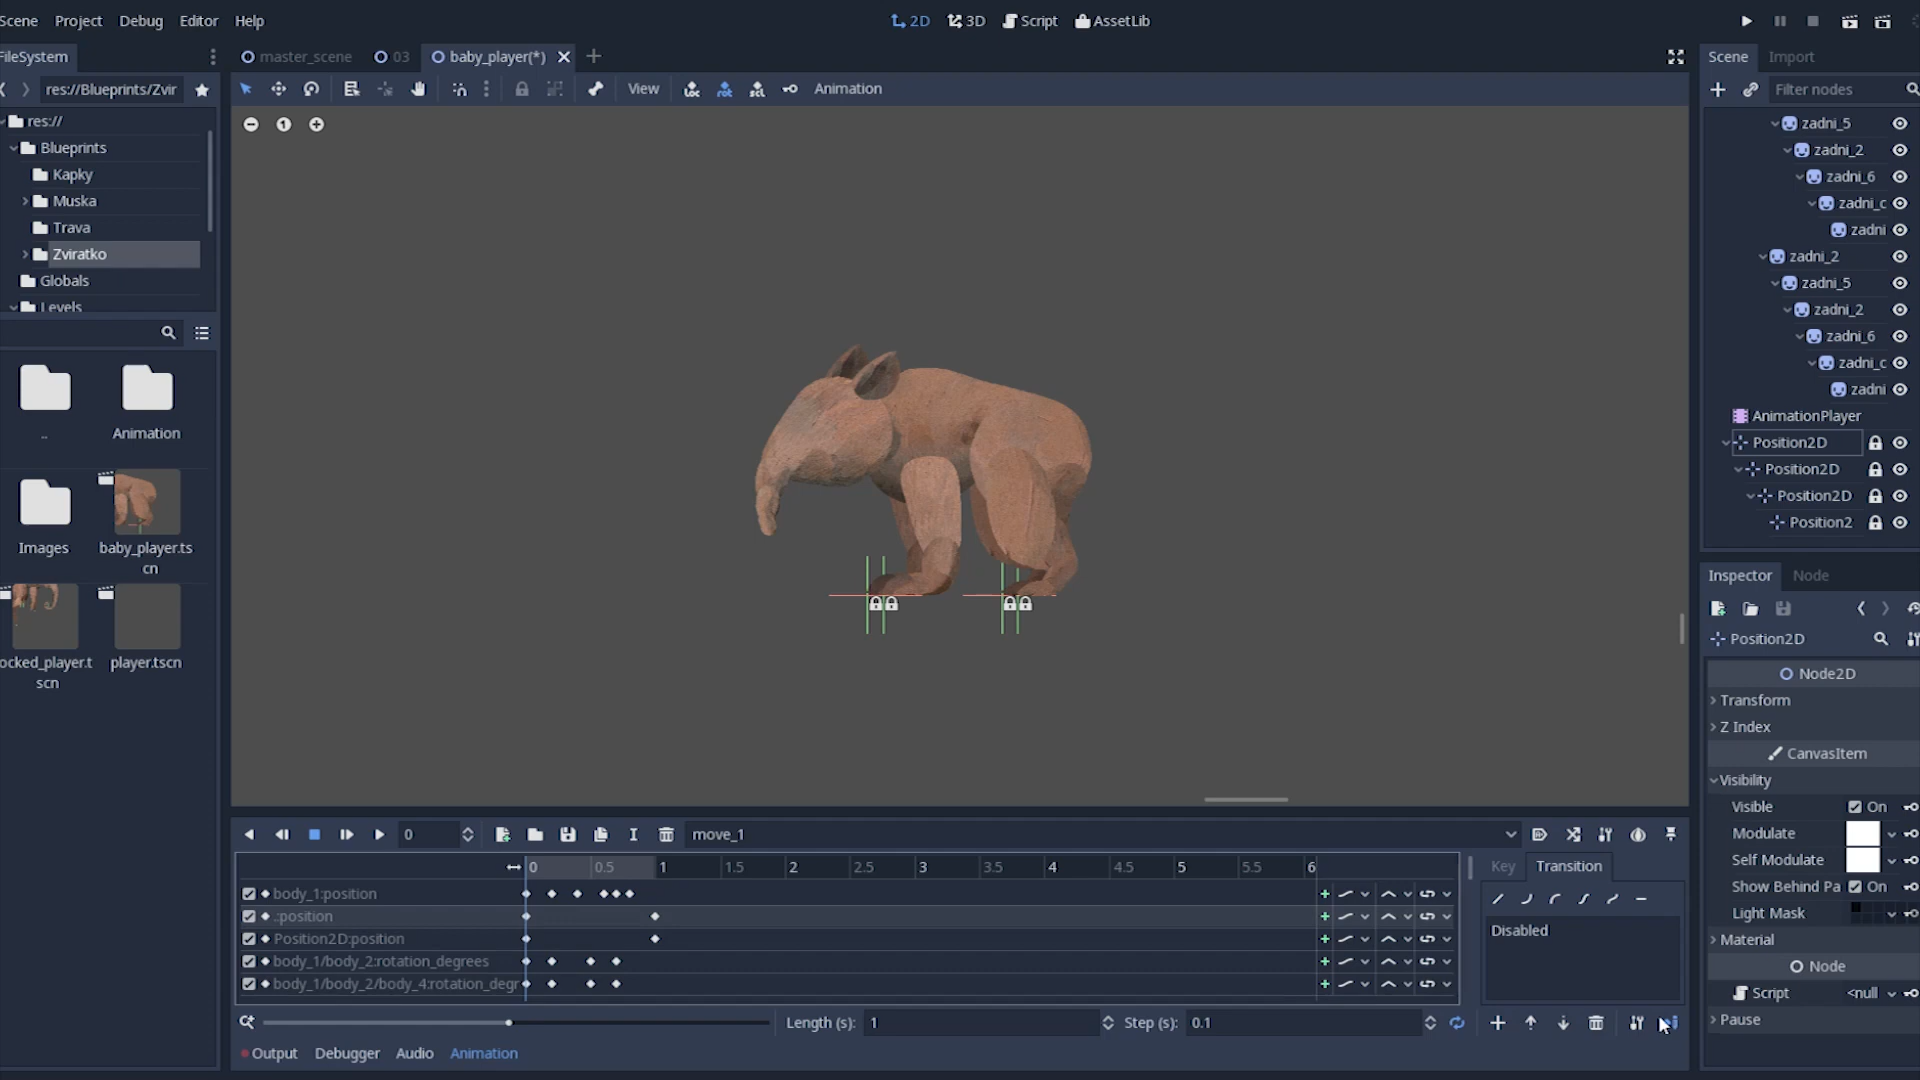 Scene Project Debug Editor Help
2D 3D Script AssetLib
FileSystem
master_scene 03 baby_player(*)
Scene Import
res://Blueprints/Zvir
View Animation
Filter nodes
res://
Blueprints
Kapky
Muska
Trava
Zviratko
Globals
Levels
..
Animation
Images
baby_player.ts
cn
ocked_player.t
scn
player.tscn
1
zadni_5
zadni_2
zadni_6
zadni_c
zadni
zadni_2
zadni_5
zadni_2
zadni_6
zadni_c
zadni
AnimationPlayer
Position2D
Position2D
Position2D
Position2
Inspector Node
Position2D
Node2D
Transform
Z Index
CanvasItem
Visibility
Visible On
Modulate
Self Modulate
Show Behind Pa On
Light Mask
Material
Node
Script <null
Pause
0 move_1
0 0.5 1 1.5 2 2.5 3 3.5 4 4.5 5 5.5 6
Key Transition
body_1:position
.:position
Position2D:position
body_1/body_2:rotation_degrees
body_1/body_2/body_4:rotation_degr
Disabled
Length (s): 1 Step (s): 0.1
Output Debugger Audio Animation